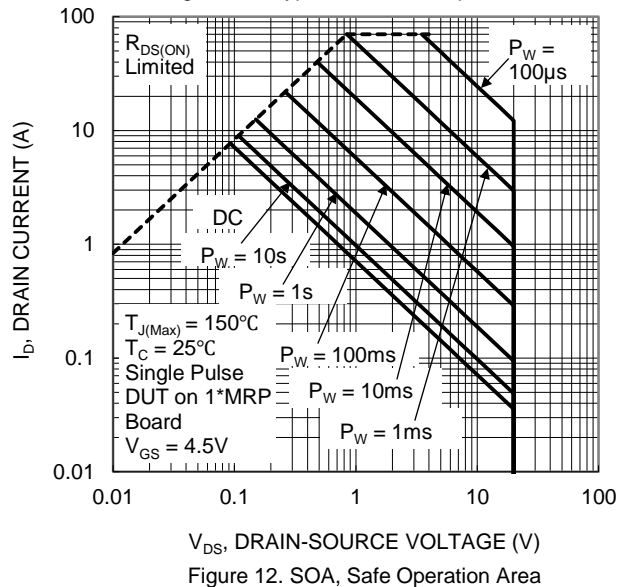 100
10
1
0.1
0.01
I_D, DRAIN CURRENT (A)
R_DS(ON)
Limited
P_W =
100µs
DC
P_W = 10s
P_W = 1s
P_W = 100ms
P_W = 10ms
P_W = 1ms
T_J(Max) = 150℃
T_C = 25℃
Single Pulse
DUT on 1*MRP
Board
V_GS = 4.5V
0.01 0.1 1 10 100
V_DS, DRAIN-SOURCE VOLTAGE (V)
Figure 12. SOA, Safe Operation Area